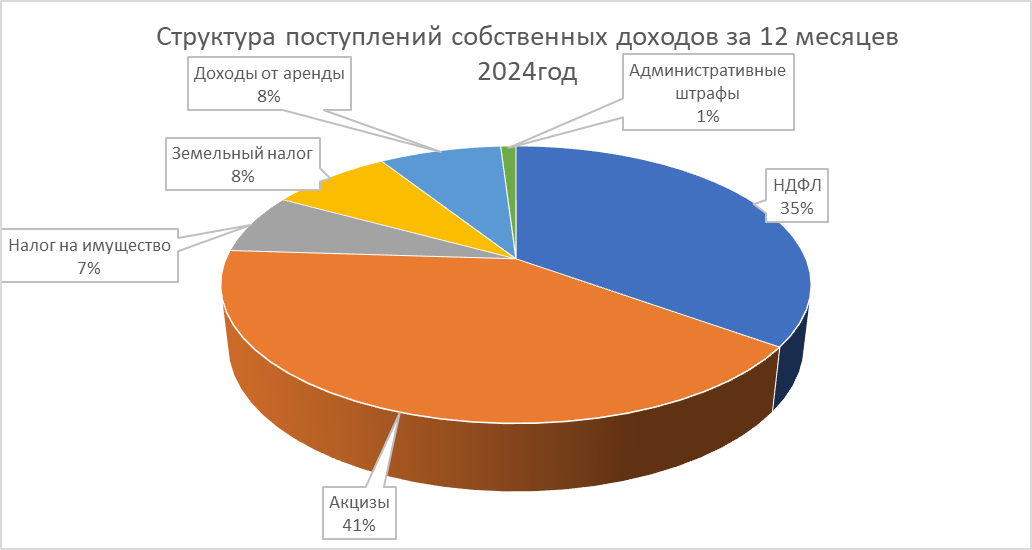 Структура поступлений собственных доходов за 12 месяцев
2024год
Доходы от аренды
8%
Административные
штрафы
1%
Земельный налог
8%
НДФЛ
35%
Налог на имущество
7%
Акцизы
41%